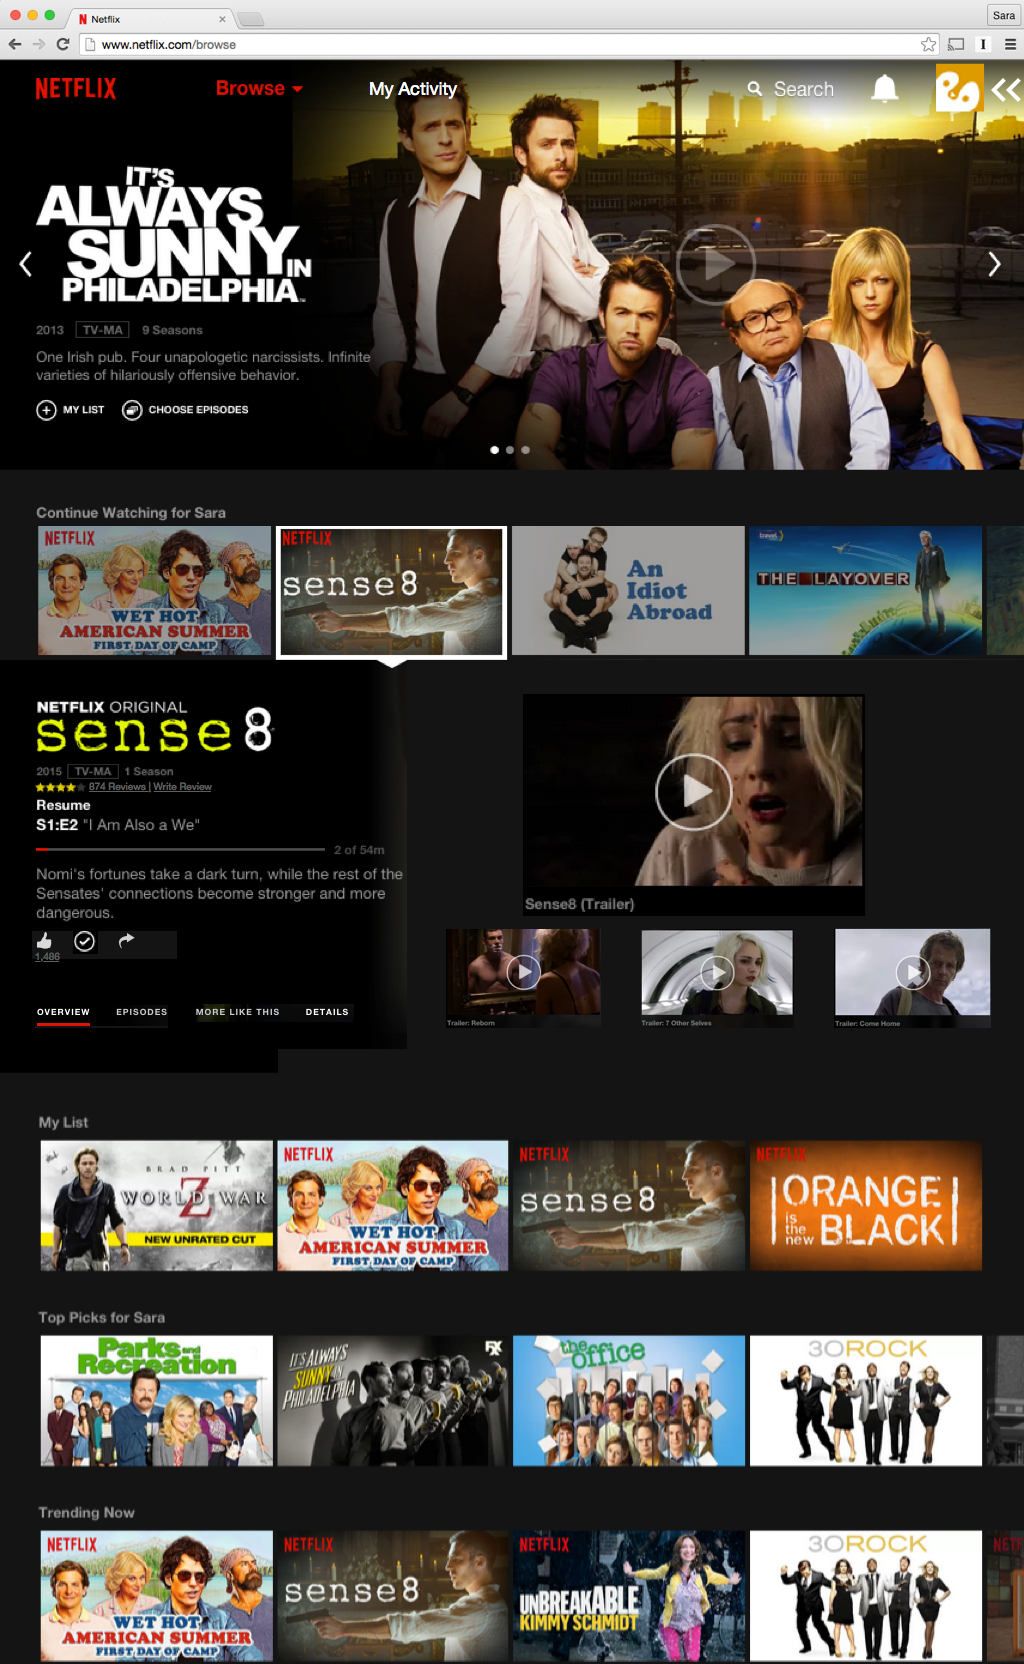 Netflix
Sara
www.netflix.com/browse
NETFLIX
Browse
My Activity
Search
IT'S
ALWAYS
SUNNY IN
PHILADELPHIA
2013 TV-MA 9 Seasons
One Irish pub. Four unapologetic narcissists. Infinite
varieties of hilariously offensive behavior.
MY LIST CHOOSE EPISODES
Continue Watching for Sara
NETFLIX
WET HOT
AMERICAN SUMMER
FIRST DAY OF CAMP
NETFLIX
sense8
An
Idiot
Abroad
travel
THE LAYOVER
NETFLIX ORIGINAL
sense8
2015 TV-MA 1 Season
874 Reviews | Write Review
Resume
S1:E2 "I Am Also a We"
2 of 54m
Nomi's fortunes take a dark turn, while the rest of the
Sensates' connections become stronger and more
dangerous.
1,486
OVERVIEW EPISODES MORE LIKE THIS DETAILS
Sense8 (Trailer)
Trailer: Reborn
Trailer: 7 Other Selves
Trailer: Come Home
My List
BRAD PITT
WORLD WAR Z
NEW UNRATED CUT
NETFLIX
WET HOT
AMERICAN SUMMER
FIRST DAY OF CAMP
NETFLIX
sense8
NETFLIX
ORANGE
is the new
BLACK
Top Picks for Sara
Parks and
Recreation
IT'S ALWAYS
SUNNY IN
PHILADELPHIA
FXX
the office
30ROCK
Trending Now
NETFLIX
WET HOT
AMERICAN SUMMER
FIRST DAY OF CAMP
NETFLIX
sense8
NETFLIX
UNBREAKABLE
KIMMY SCHMIDT
30ROCK
NETF